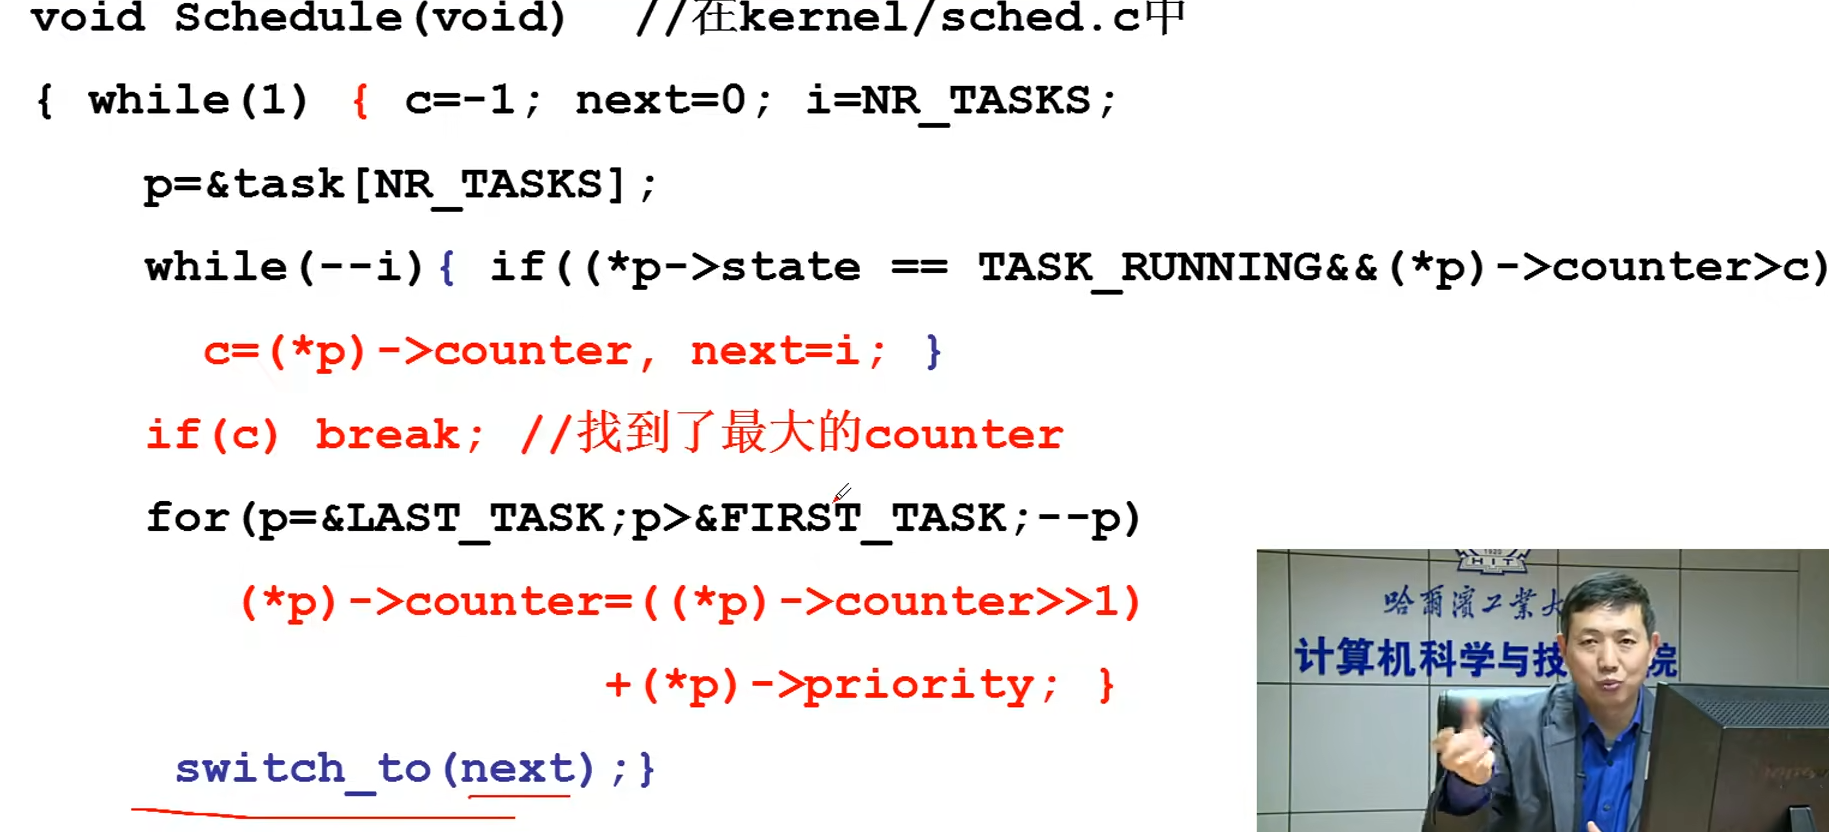 void Schedule(void)  //在kernel/sched.c中
{ while(1) { c=-1; next=0; i=NR_TASKS;
p=&task[NR_TASKS];
while(--i){ if((*p->state == TASK_RUNNING&&(*p)->counter>c)
c=(*p)->counter, next=i; }
if(c) break; //找到了最大的counter
for(p=&LAST_TASK;p>&FIRST_TASK;--p)
(*p)->counter=((*p)->counter>>1)
+(*p)->priority; }
switch_to(next);}
1920
HIT
哈爾濱工業大
计算机科学与技 院